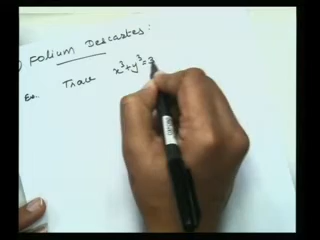 ) Folium Descartes:
Ex. Trace x³+y³=3